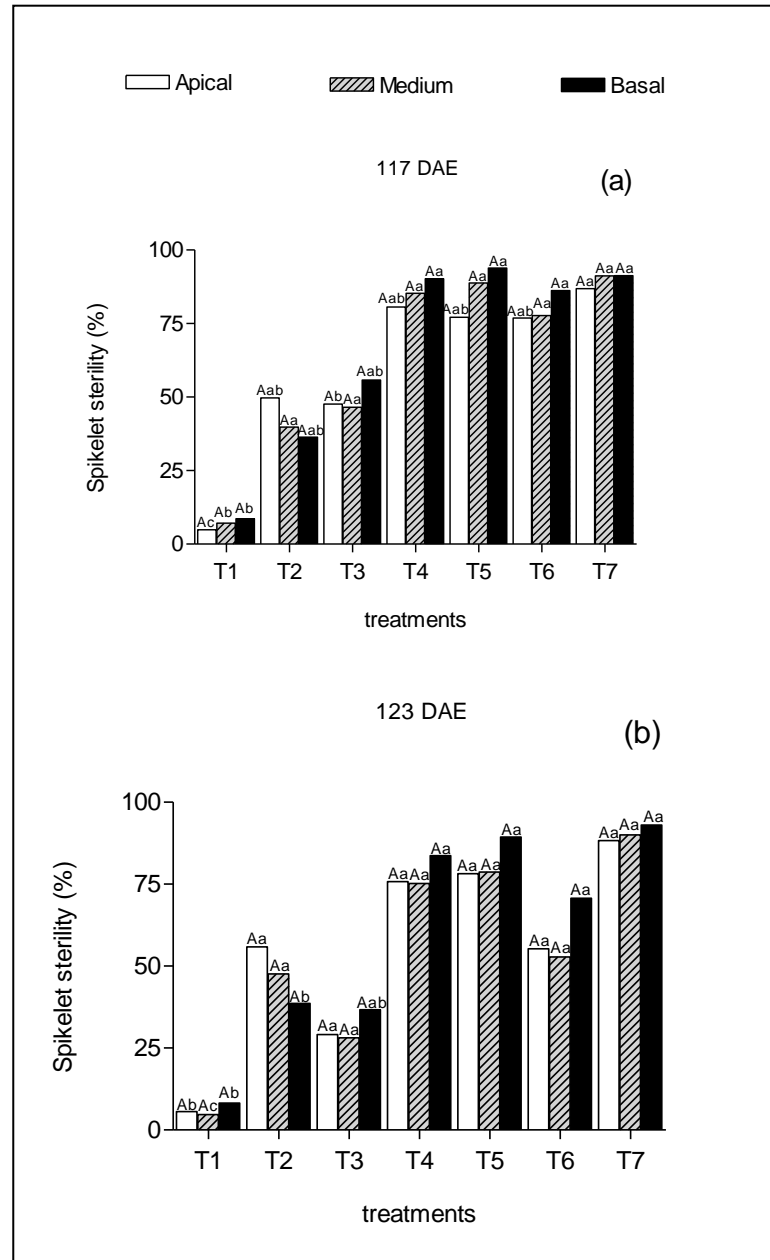 Apical Medium Basal
117 DAE
(a)
Spikelet sterility (%)
100
75
50
25
0
Ac Ab Ab
Aab Aa Aab
Ab Aa Aab
Aab Aa Aa
Aab Aa Aa
Aab Aa Aa
Aa Aa Aa
T1 T2 T3 T4 T5 T6 T7
treatments
123 DAE
(b)
Spikelet sterility (%)
100
75
50
25
0
Ab Ac Ab
Aa Aa Ab
Aa Aa Aab
Aa Aa Aa
Aa Aa Aa
Aa Aa Aa
Aa Aa Aa
T1 T2 T3 T4 T5 T6 T7
treatments